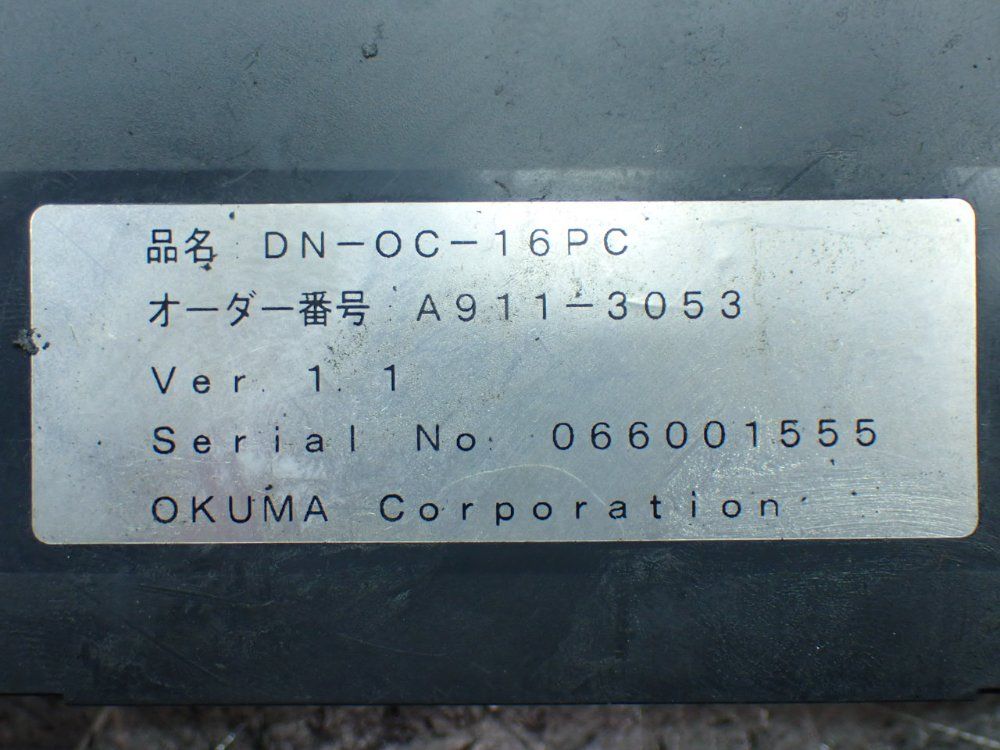 品名 DN-OC-16PC
オーダー番号 A911-3053
Ver. 1.1
Serial No. 066001555
OKUMA Corporation